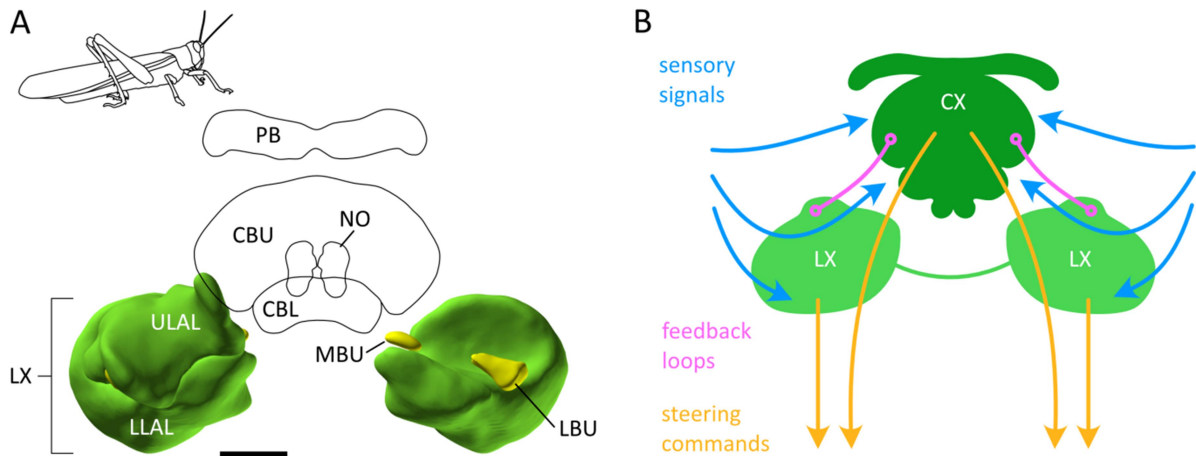 A
PB
NO
CBU
CBL
ULAL
MBU
LX
LLAL
LBU
B
sensory
signals
CX
LX
LX
feedback
loops
steering
commands